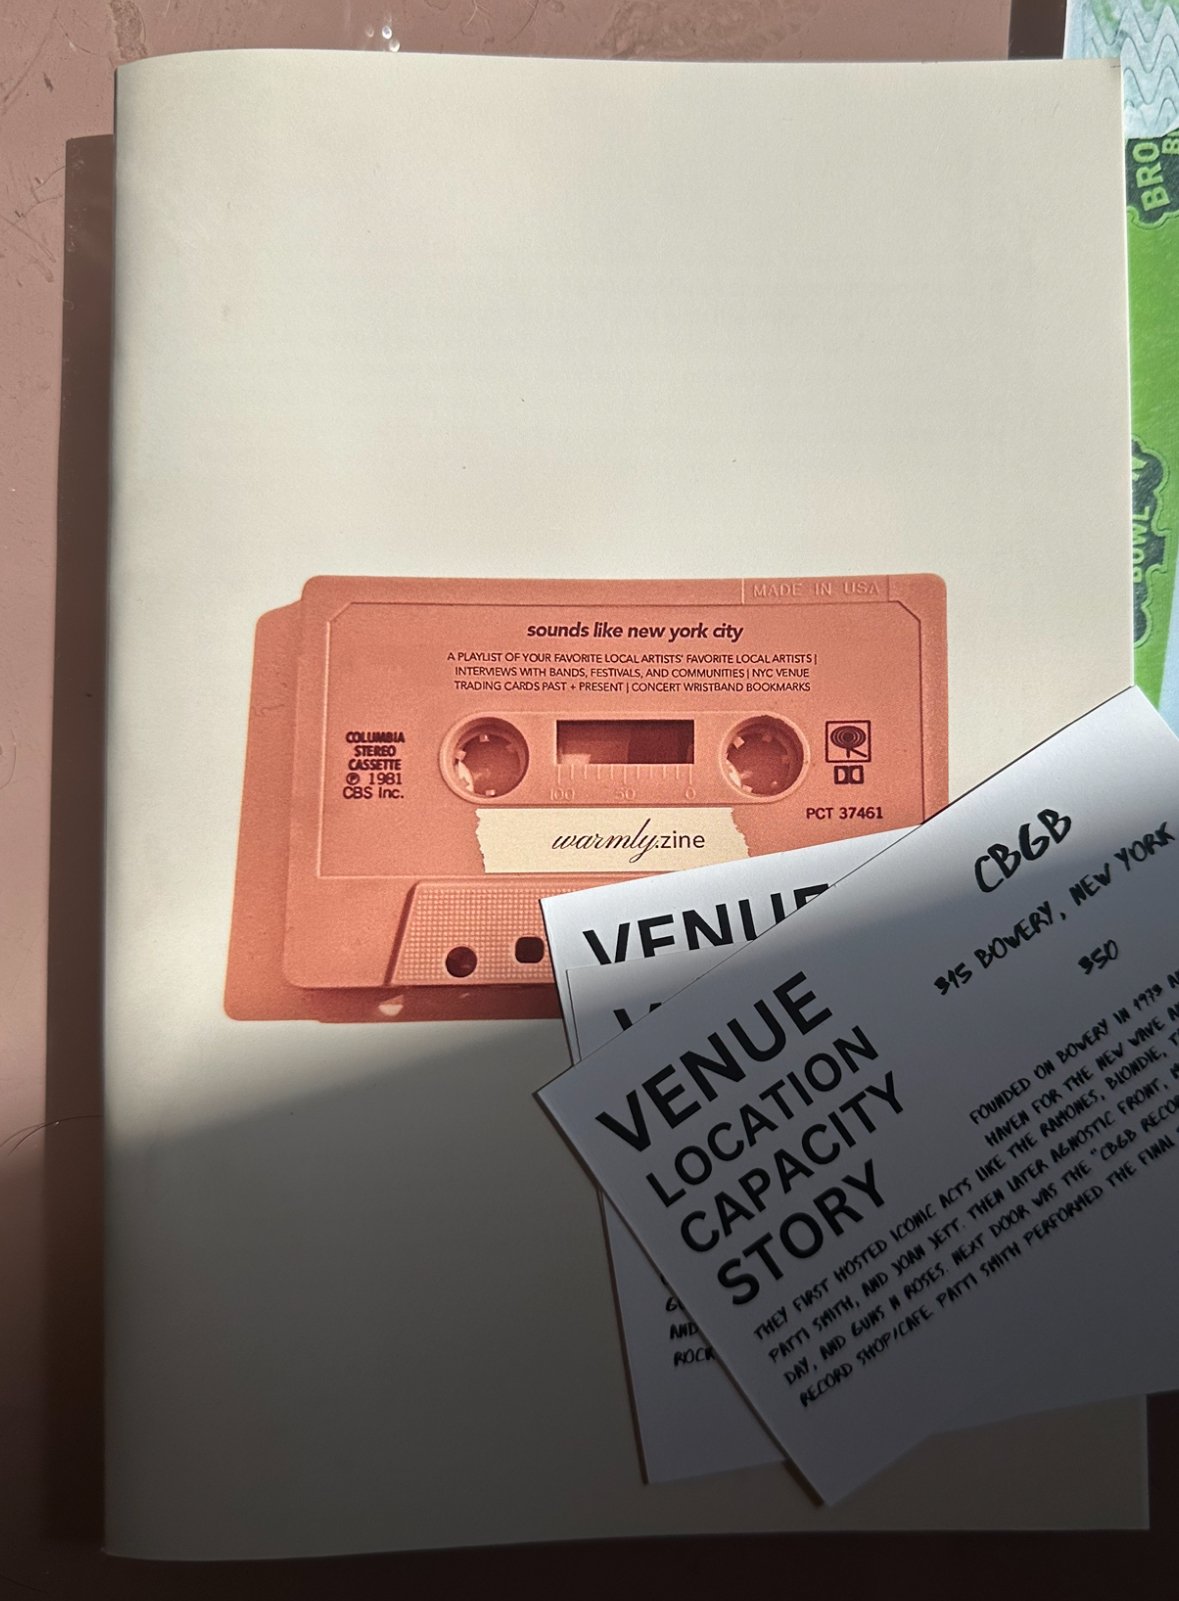 BRO
BOWL
MADE IN USA
sounds like new york city
A PLAYLIST OF YOUR FAVORITE LOCAL ARTISTS' FAVORITE LOCAL ARTISTS |
INTERVIEWS WITH BANDS, FESTIVALS, AND COMMUNITIES | NYC VENUE
TRADING CARDS PAST + PRESENT | CONCERT WRISTBAND BOOKMARKS
COLUMBIA
STEREO
CASSETTE
℗ 1981
CBS Inc.
100 50 0
PCT 37461
warmly.zine
VENUE
AND
ROCK
VENUE
LOCATION
CAPACITY
STORY
CBGB
315 BOWERY, NEW YORK
350
FOUNDED ON BOWERY IN 1973
HAVEN FOR THE NEW WAVE
THEY FIRST HOSTED ICONIC ACTS LIKE THE RAMONES, BLONDIE,
PATTI SMITH, AND JOAN JETT. THEN LATER AGNOSTIC FRONT,
DAY, AND GUNS N ROSES. NEXT DOOR WAS THE "CBGB
RECORD SHOP/CAFE. PATTI SMITH PERFORMED THE FINAL